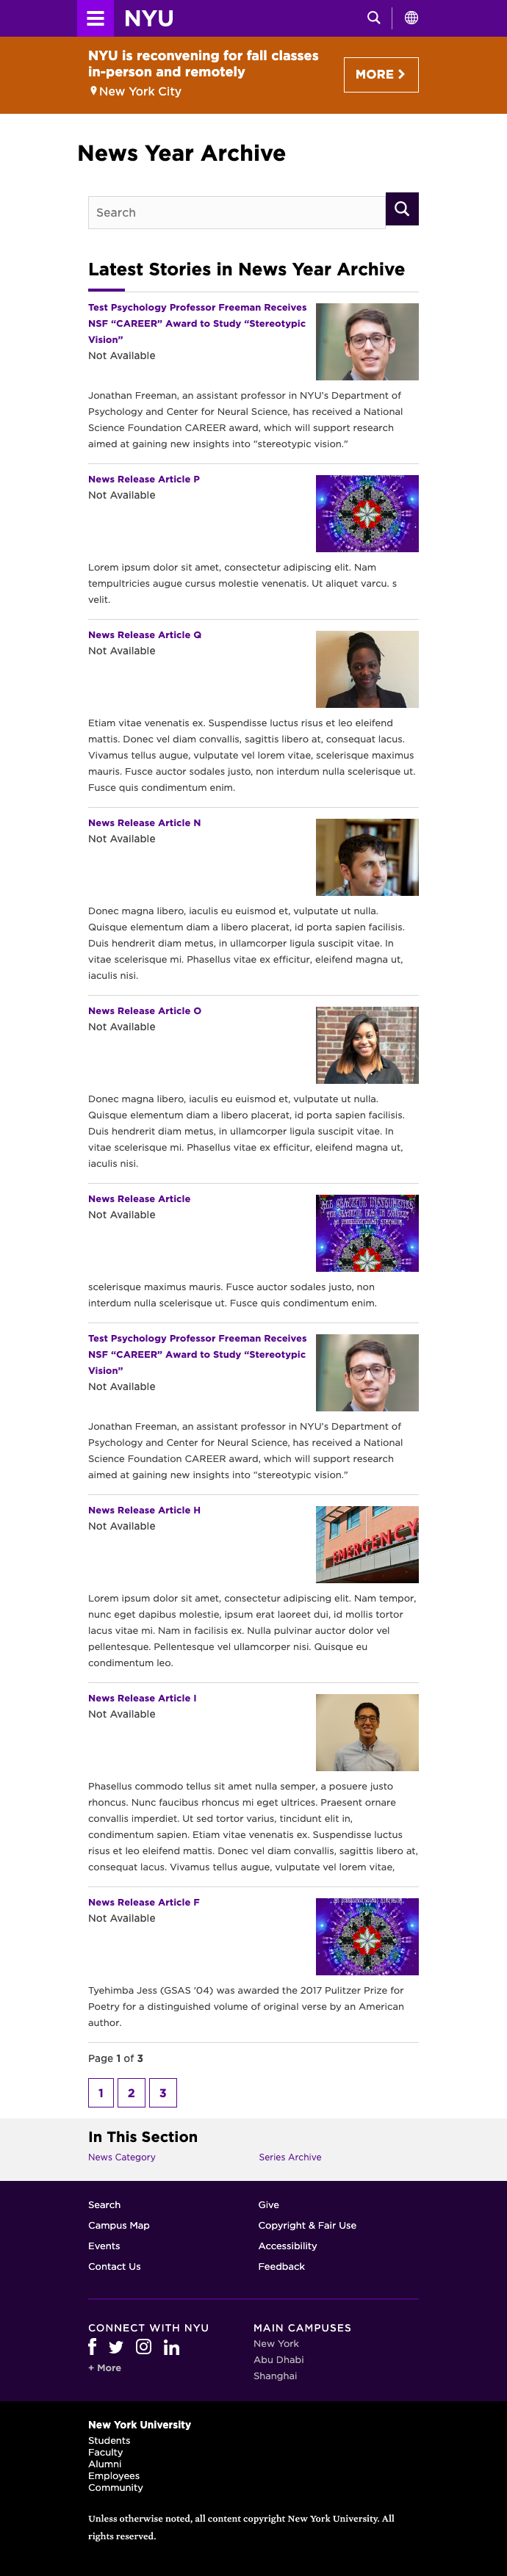 NYU
NYU is reconvening for fall classes
in-person and remotely
New York City
MORE
News Year Archive
Search
Latest Stories in News Year Archive
Test Psychology Professor Freeman Receives
NSF “CAREER” Award to Study “Stereotypic
Vision”
Not Available
Jonathan Freeman, an assistant professor in NYU’s Department of
Psychology and Center for Neural Science, has received a National
Science Foundation CAREER award, which will support research
aimed at gaining new insights into “stereotypic vision.”
News Release Article P
Not Available
Lorem ipsum dolor sit amet, consectetur adipiscing elit. Nam
tempultricies augue cursus molestie venenatis. Ut aliquet varcu. s
velit.
News Release Article Q
Not Available
Etiam vitae venenatis ex. Suspendisse luctus risus et leo eleifend
mattis. Donec vel diam convallis, sagittis libero at, consequat lacus.
Vivamus tellus augue, vulputate vel lorem vitae, scelerisque maximus
mauris. Fusce auctor sodales justo, non interdum nulla scelerisque ut.
Fusce quis condimentum enim.
News Release Article N
Not Available
Donec magna libero, iaculis eu euismod et, vulputate ut nulla.
Quisque elementum diam a libero placerat, id porta sapien facilisis.
Duis hendrerit diam metus, in ullamcorper ligula suscipit vitae. In
vitae scelerisque mi. Phasellus vitae ex efficitur, eleifend magna ut,
iaculis nisi.
News Release Article O
Not Available
Donec magna libero, iaculis eu euismod et, vulputate ut nulla.
Quisque elementum diam a libero placerat, id porta sapien facilisis.
Duis hendrerit diam metus, in ullamcorper ligula suscipit vitae. In
vitae scelerisque mi. Phasellus vitae ex efficitur, eleifend magna ut,
iaculis nisi.
News Release Article
Not Available
scelerisque maximus mauris. Fusce auctor sodales justo, non
interdum nulla scelerisque ut. Fusce quis condimentum enim.
Test Psychology Professor Freeman Receives
NSF “CAREER” Award to Study “Stereotypic
Vision”
Not Available
Jonathan Freeman, an assistant professor in NYU’s Department of
Psychology and Center for Neural Science, has received a National
Science Foundation CAREER award, which will support research
aimed at gaining new insights into “stereotypic vision.”
News Release Article H
Not Available
EMERGENCY
Lorem ipsum dolor sit amet, consectetur adipiscing elit. Nam tempor,
nunc eget dapibus molestie, ipsum erat laoreet dui, id mollis tortor
lacus vitae mi. Nam in facilisis ex. Nulla pulvinar auctor dolor vel
pellentesque. Pellentesque vel ullamcorper nisi. Quisque eu
condimentum leo.
News Release Article I
Not Available
Phasellus commodo tellus sit amet nulla semper, a posuere justo
rhoncus. Nunc faucibus rhoncus mi eget ultrices. Praesent ornare
convallis imperdiet. Ut sed tortor varius, tincidunt elit in,
condimentum sapien. Etiam vitae venenatis ex. Suspendisse luctus
risus et leo eleifend mattis. Donec vel diam convallis, sagittis libero at,
consequat lacus. Vivamus tellus augue, vulputate vel lorem vitae,
News Release Article F
Not Available
Tyehimba Jess (GSAS '04) was awarded the 2017 Pulitzer Prize for
Poetry for a distinguished volume of original verse by an American
author.
Page 1 of 3
1 2 3
In This Section
News Category Series Archive
Search Give
Campus Map Copyright & Fair Use
Events Accessibility
Contact Us Feedback
CONNECT WITH NYU
+ More
MAIN CAMPUSES
New York
Abu Dhabi
Shanghai
New York University
Students
Faculty
Alumni
Employees
Community
Unless otherwise noted, all content copyright New York University. All
rights reserved.